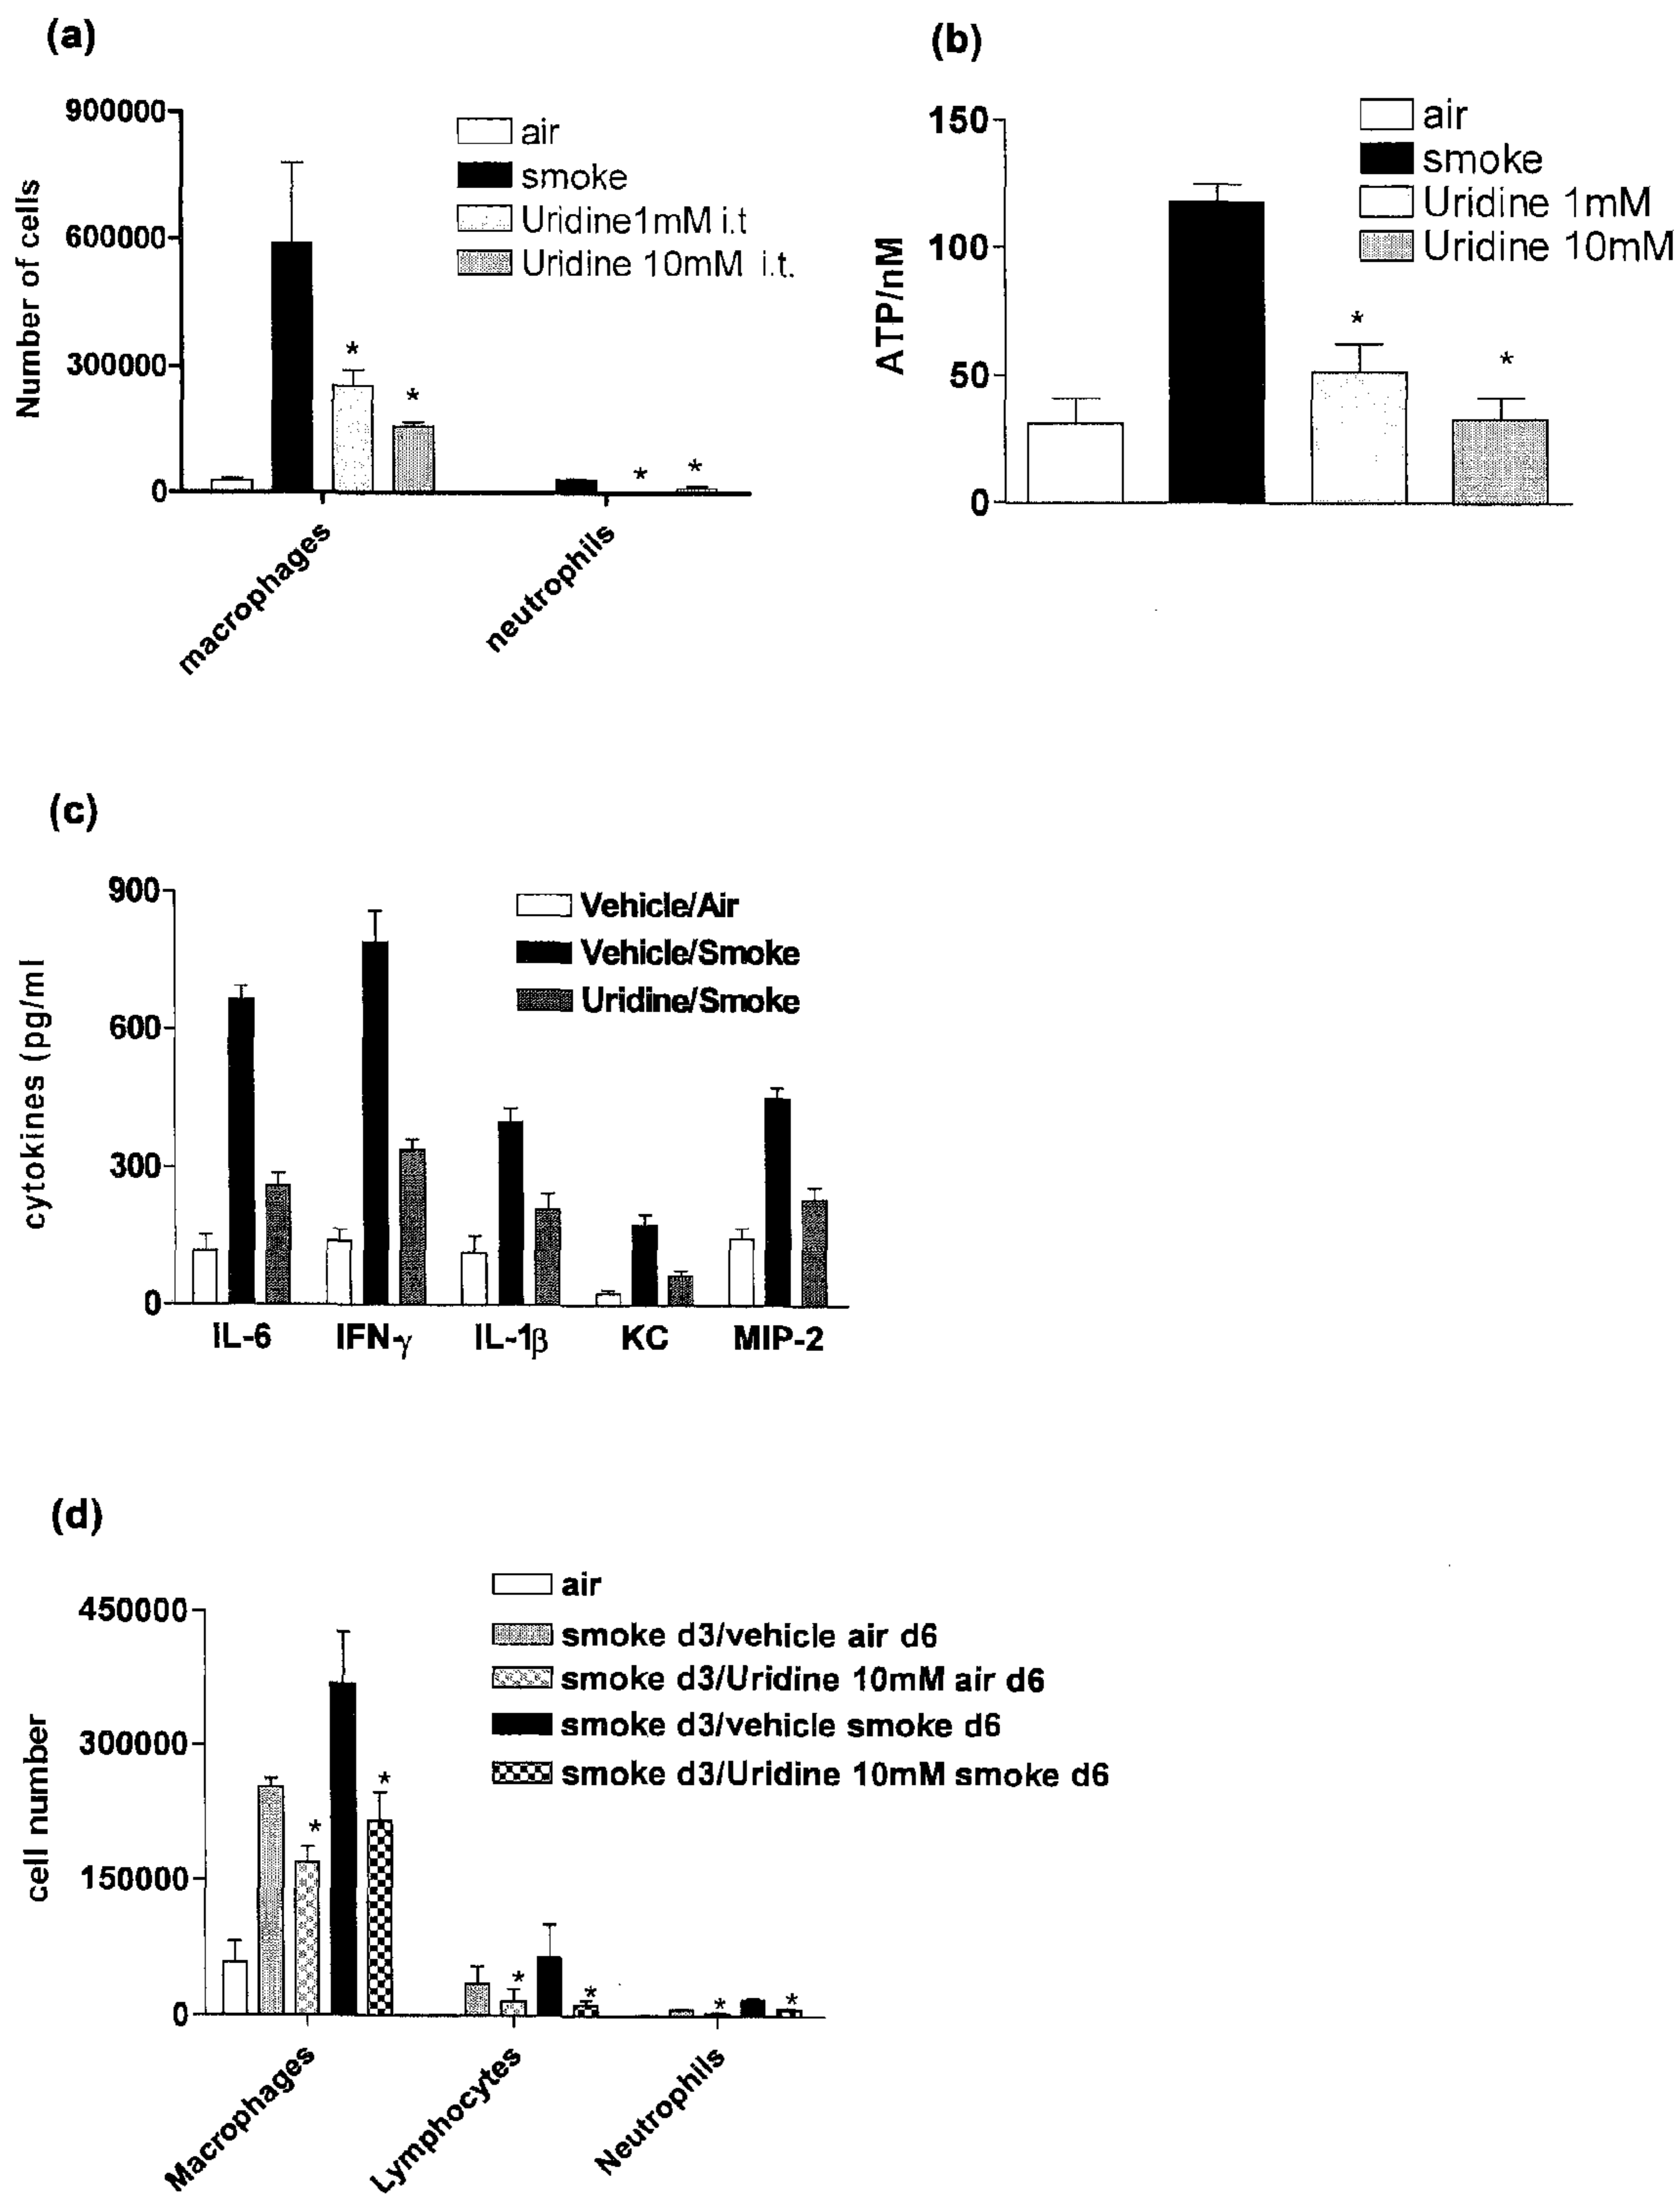 (a)
900000
600000
300000
0
Number of cells
air
smoke
Uridine1mM i.t
Uridine 10mM i.t.
*
*
*
*
macrophages
neutrophils
(b)
150
100
50
0
ATP/nM
air
smoke
Uridine 1mM
Uridine 10mM
*
*
(c)
900
600
300
0
cytokines (pg/ml
Vehicle/Air
Vehicle/Smoke
Uridine/Smoke
IL-6
IFN-γ
IL-1β
KC
MIP-2
(d)
450000
300000
150000
0
cell number
air
smoke d3/vehicle air d6
smoke d3/Uridine 10mM air d6
smoke d3/vehicle smoke d6
smoke d3/Uridine 10mM smoke d6
*
*
*
*
*
*
Macrophages
Lymphocytes
Neutrophils